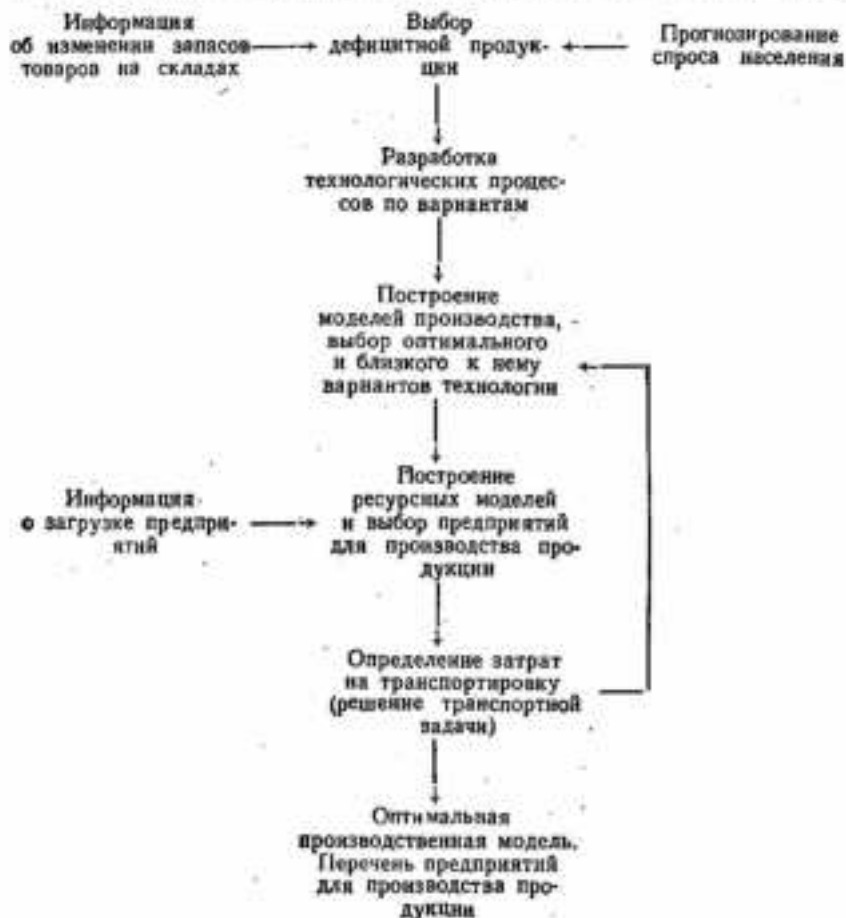 Информация
об изменении запасов
товаров на складах
Выбор
дефицитной продук-
ции
Прогнозирование
спроса населения
Разработка
технологических процес-
сов по вариантам
Построение
моделей производства,
выбор оптимального
и близкого к нему
вариантов технологии
Информация
о загрузке предпри-
ятий
Построение
ресурсных моделей
и выбор предприятий
для производства про-
дукции
Определение затрат
на транспортировку
(решение транспортной
задачи)
Оптимальная
производственная модель.
Перечень предприятий
для производства про-
дукции